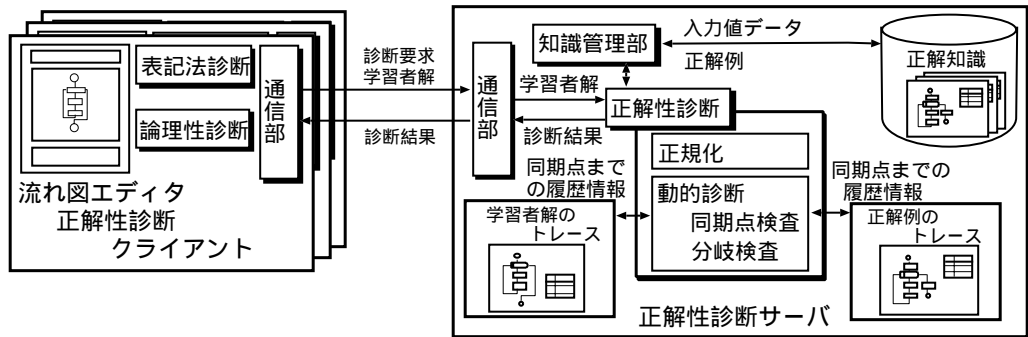 表記法診断
論理性診断
通信部
流れ図エディタ
正解性診断
クライアント
診断要求
学習者解
診断結果
通信部
学習者解
診断結果
知識管理部
入力値データ
正解例
正解知識
正解性診断
正規化
動的診断
同期点検査
分岐検査
同期点まで
の履歴情報
学習者解の
トレース
同期点までの
履歴情報
正解例の
トレース
正解性診断サーバ